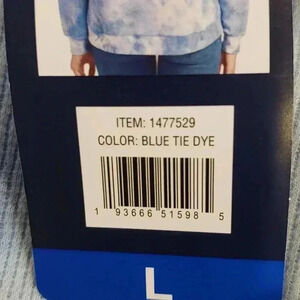 ITEM: 1477529
COLOR: BLUE TIE DYE
1 93666 51598 5
L